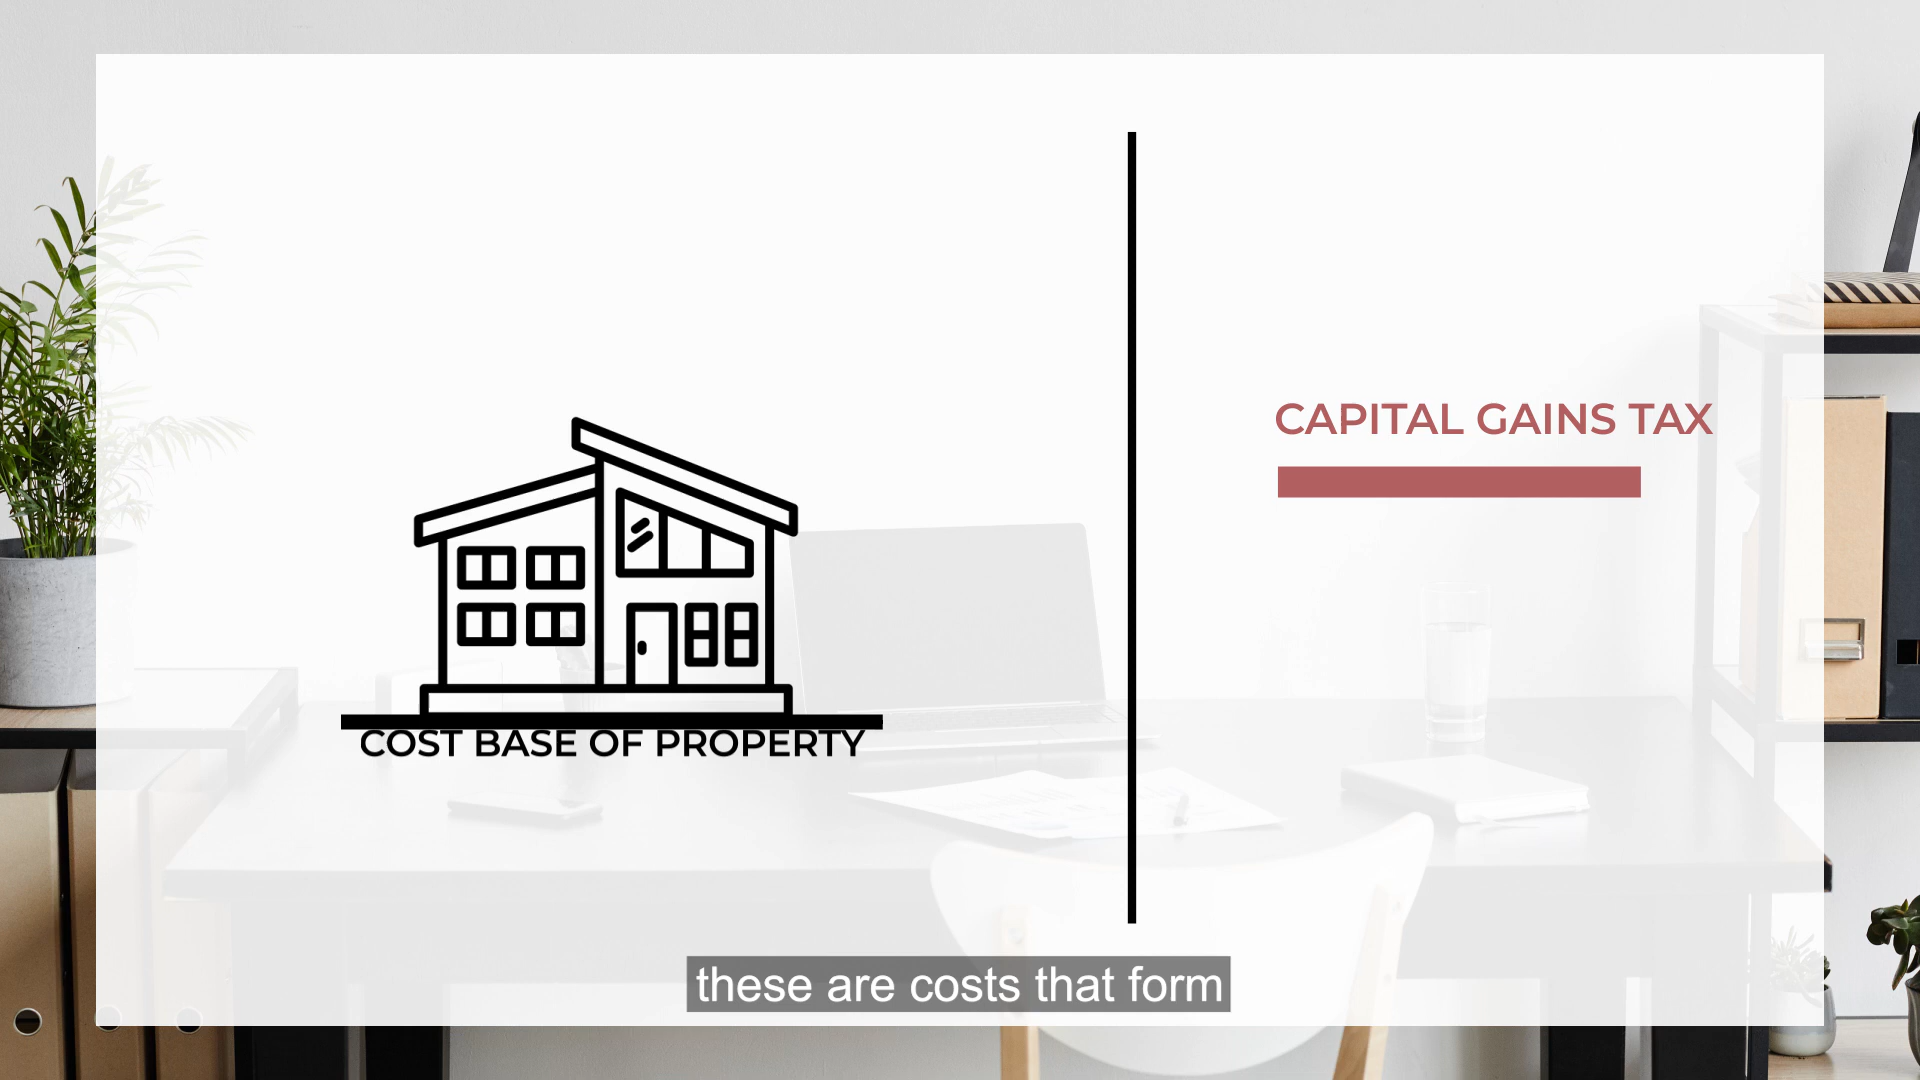 CAPITAL GAINS TAX
COST BASE OF PROPERTY
these are costs that form